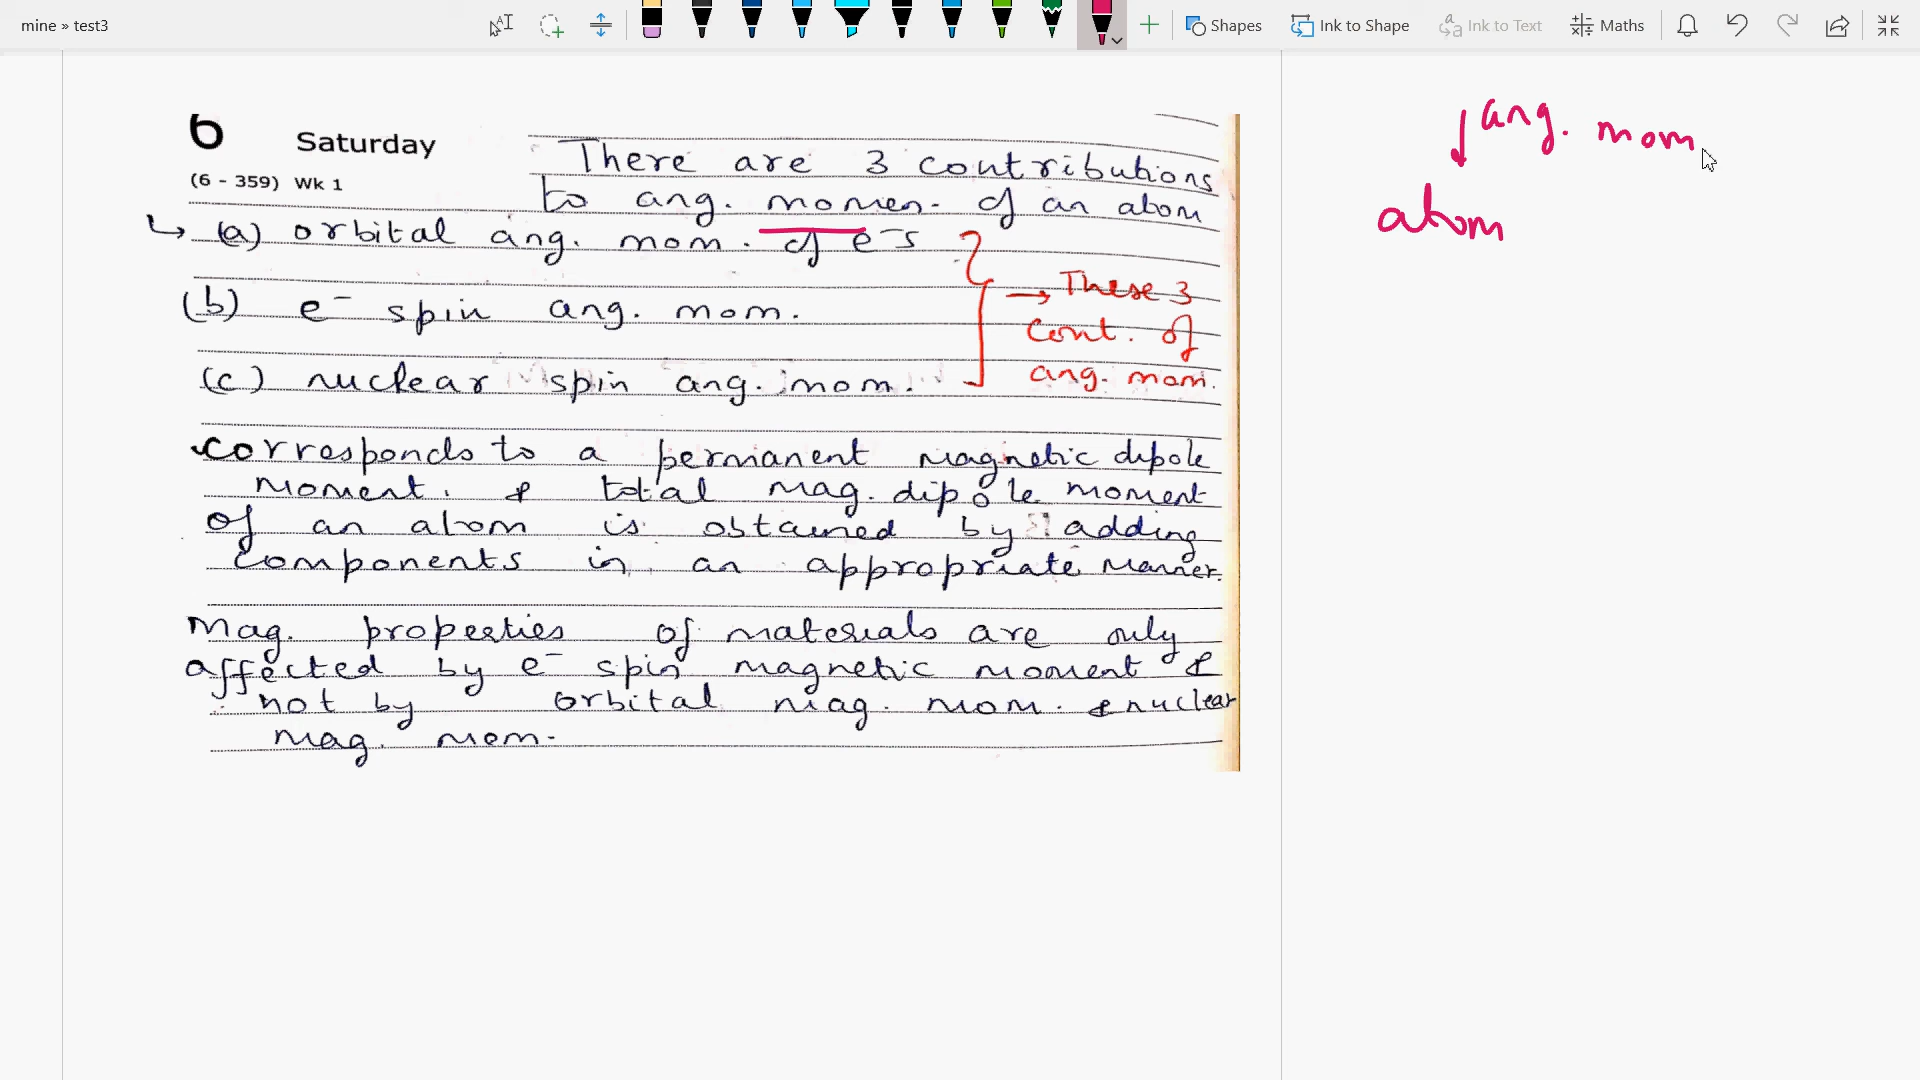 mine » test3
Shapes
Ink to Shape
Ink to Text
Maths
6 Saturday
(6 - 359) Wk 1
There are 3 contributions
to ang. momen. of an atom
(a) orbital ang. mom. of e-s
(b) e- spin ang. mom.
(c) nuclear spin ang. mom.
→ These 3
cont. of
ang. mom.
corresponds to a permanent magnetic dipole
moment. & total mag. dipole moment
of an atom is obtained by adding
components in an appropriate manner.
Mag. properties of materials are only
affected by e- spin magnetic moment &
not by orbital mag. mom. & nuclear
mag. mom.
ang. mom
atom